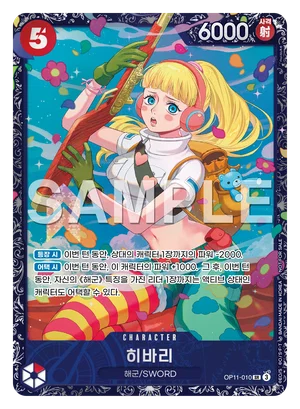 5
6000
사격
射
SAMPLE
등장 시 이번 턴 동안, 상대의 캐릭터 1장까지의 파워 -2000.
어택 시 이번 턴 동안, 이 캐릭터의 파워 +1000. 그 후, 이번 턴
동안, 자신의 《해군》 특징을 가진 리더 1장까지는 액티브 상태인
캐릭터도 어택할 수 있다.
CHARACTER
히바리
해군/SWORD
OP11-010